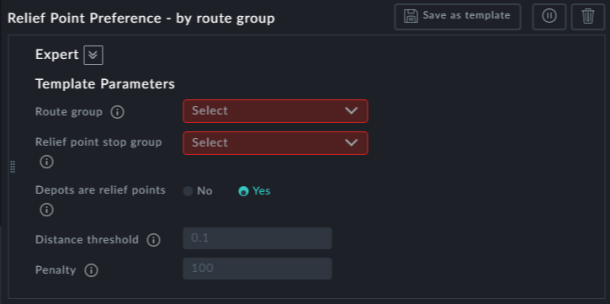 Relief Point Preference - by route group
Save as template
Expert
Template Parameters
Route group
Select
Relief point stop group
Select
Depots are relief points
No
Yes
Distance threshold
0.1
Penalty
100